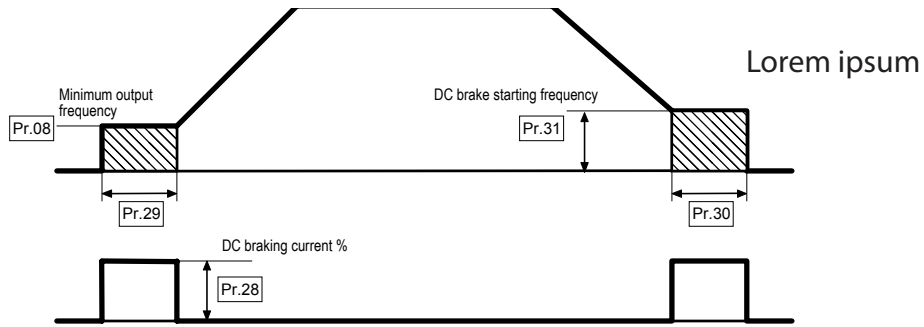 Lorem ipsum
Minimum output
frequency
DC brake starting frequency
Pr.08
Pr.31
Pr.29
Pr.30
DC braking current %
Pr.28